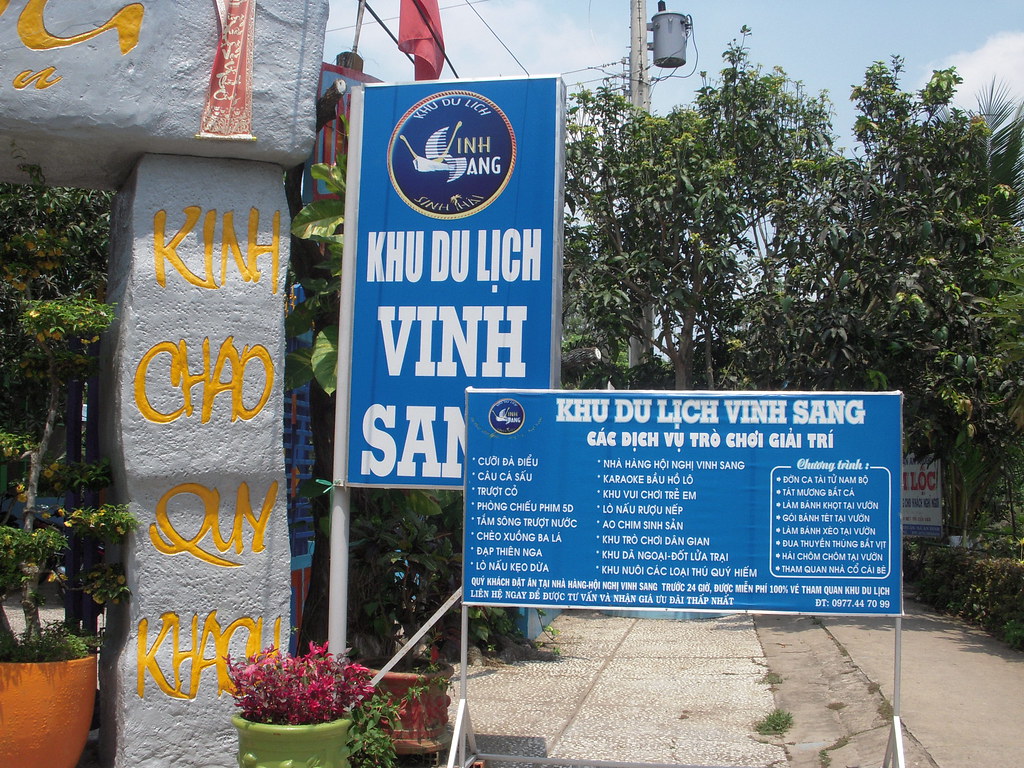 KINH
CHAO
QUY
KHACH
KHU DU LỊCH
VINH
SANG
SINH THÁI
KHU DU LỊCH
VINH
SAN
VINH
SANG
KHU DU LỊCH VINH SANG
CÁC DỊCH VỤ TRÒ CHƠI GIẢI TRÍ
* CƯỠI ĐÀ ĐIỂU
* CÂU CÁ SẤU
* TRƯỢT CỎ
* PHÒNG CHIẾU PHIM 5D
* TẮM SÔNG TRƯỢT NƯỚC
* CHÈO XUỒNG BA LÁ
* ĐẠP THIÊN NGA
* LÒ NẤU KẸO DỪA
* NHÀ HÀNG HỘI NGHỊ VINH SANG
* KARAOKE BẦU HỒ LÔ
* KHU VUI CHƠI TRẺ EM
* LÒ NẤU RƯỢU NẾP
* AO CHIM SINH SẢN
* KHU TRÒ CHƠI DÂN GIAN
* KHU DÃ NGOẠI-ĐỐT LỬA TRẠI
* KHU NUÔI CÁC LOẠI THÚ QUÝ HIẾM
Chương trình :
* ĐỜN CA TÀI TỬ NAM BỘ
* TÁT MƯƠNG BẮT CÁ
* LÀM BÁNH KHỌT TẠI VƯỜN
* GÓI BÁNH TÉT TẠI VƯỜN
* LÀM BÁNH XÈO TẠI VƯỜN
* ĐUA THUYỀN THÚNG BẮT VỊT
* HÁI CHÔM CHÔM TẠI VƯỜN
* THAM QUAN NHÀ CỔ CÁI BÈ
QUÝ KHÁCH ĐẶT ĂN TẠI NHÀ HÀNG-HỘI NGHỊ VINH SANG TRƯỚC 24 GIỜ, ĐƯỢC MIỄN PHÍ 100% VÉ THAM QUAN KHU DU LỊCH
LIÊN HỆ NGAY ĐỂ ĐƯỢC TƯ VẤN VÀ NHẬN GIÁ ƯU ĐÃI THẤP NHẤT
ĐT: 0977.44 70 99